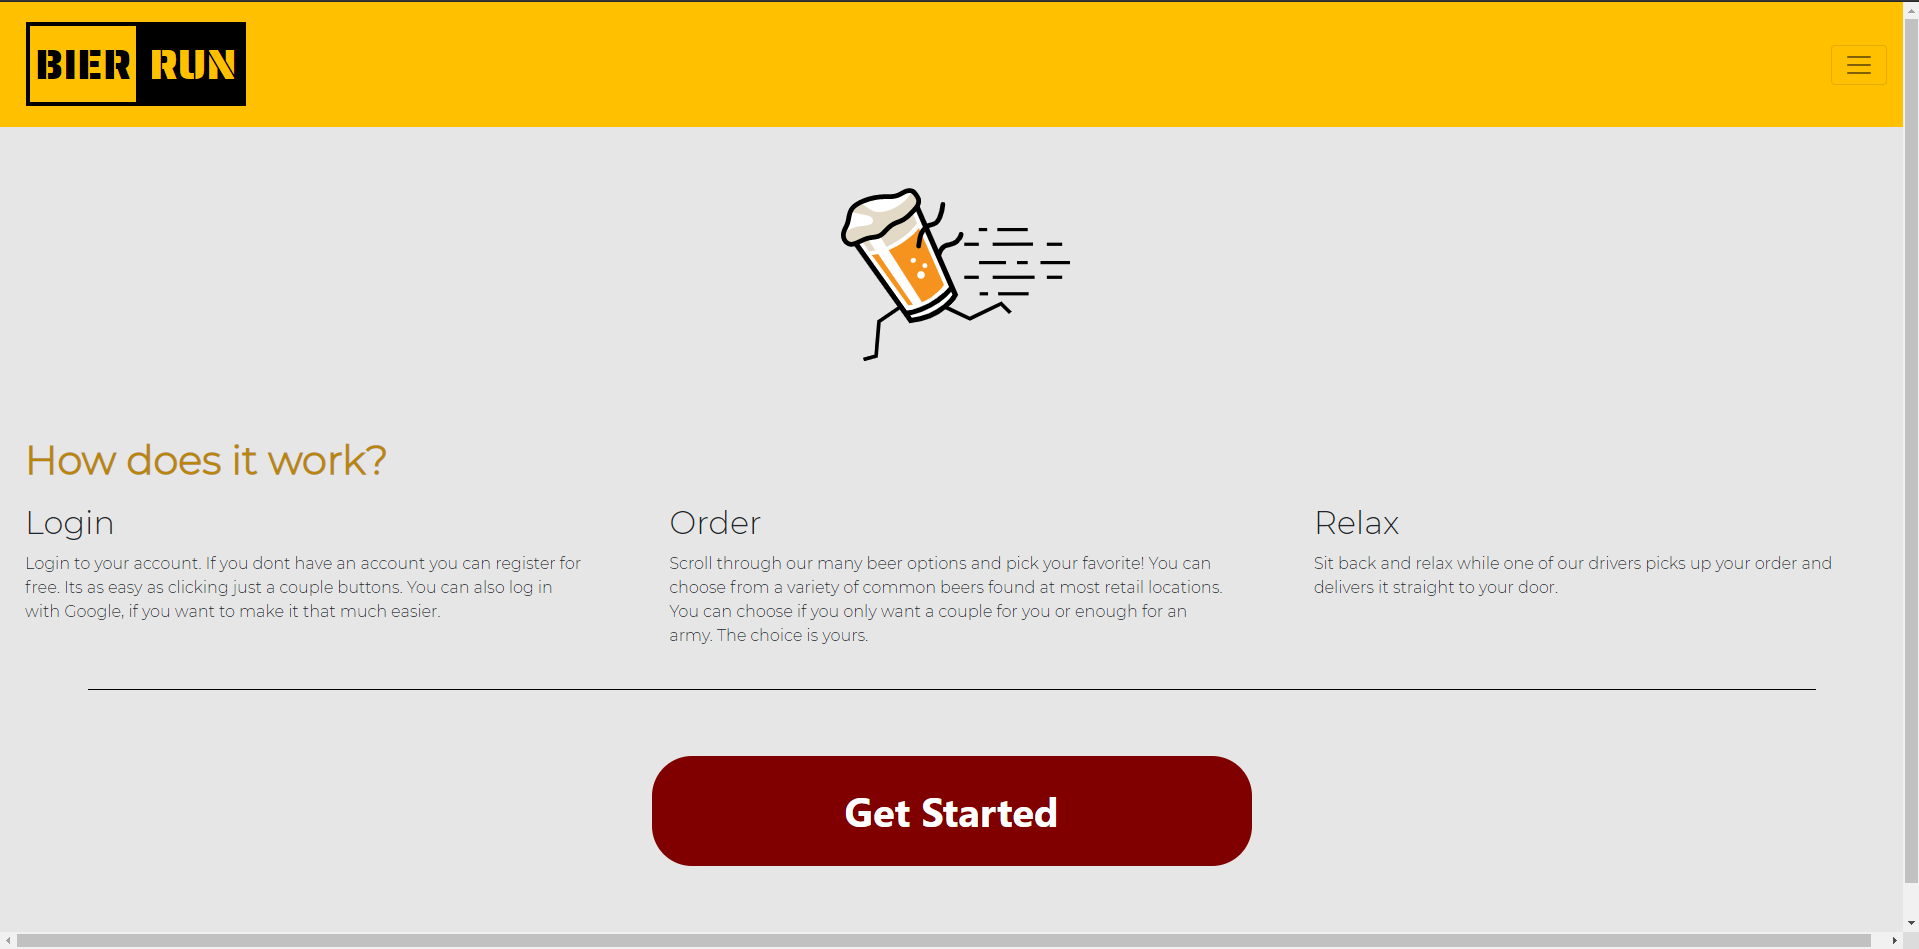 BIER RUN
How does it work?
Login
Login to your account. If you dont have an account you can register for
free. Its as easy as clicking just a couple buttons. You can also log in
with Google, if you want to make it that much easier.
Order
Scroll through our many beer options and pick your favorite! You can
choose from a variety of common beers found at most retail locations.
You can choose if you only want a couple for you or enough for an
army. The choice is yours.
Relax
Sit back and relax while one of our drivers picks up your order and
delivers it straight to your door.
Get Started